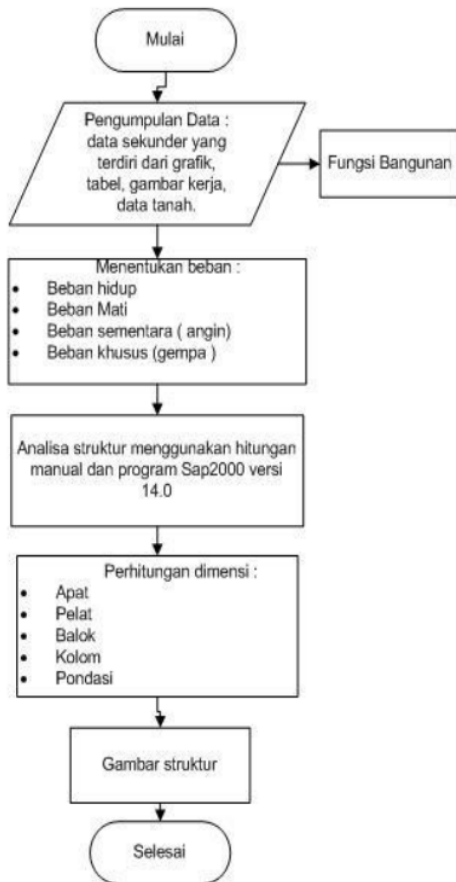 Mulai
Pengumpulan Data :
data sekunder yang
terdiri dari grafik,
tabel, gambar kerja,
data tanah.
Fungsi Bangunan
Menentukan beban :
• Beban hidup
• Beban Mati
• Beban sementara ( angin)
• Beban khusus (gempa )
Analisa struktur menggunakan hitungan
manual dan program Sap2000 versi
14.0
Perhitungan dimensi :
• Apat
• Pelat
• Balok
• Kolom
• Pondasi
Gambar struktur
Selesai